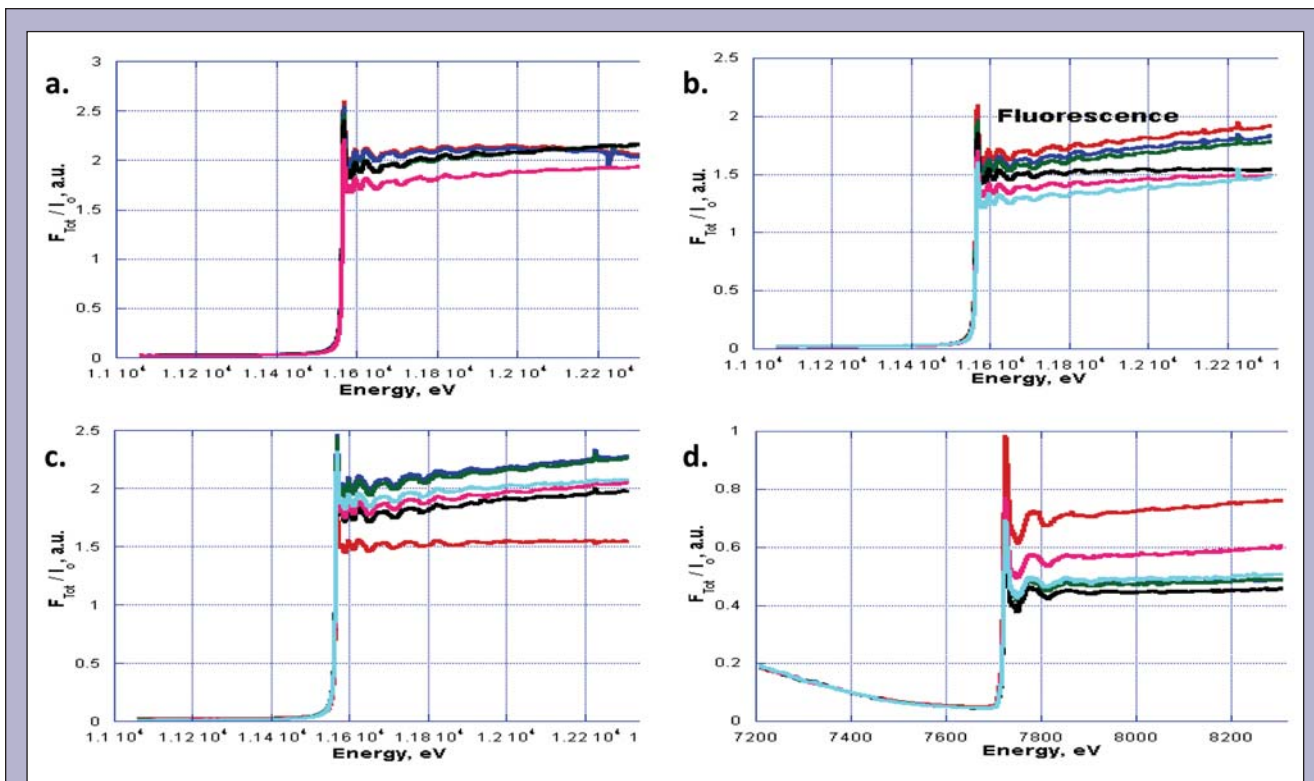 a.
3
2.5
2
1.5
1
0.5
0
F_Tot / I_o, a.u.
1.1 10⁴ 1.12 10⁴ 1.14 10⁴ 1.16 10⁴ 1.18 10⁴ 1.2 10⁴ 1.22 10⁴
Energy, eV
b.
Fluorescence
2.5
2
1.5
1
0.5
0
F_Tot / I_o, a.u.
1.1 10⁴ 1.12 10⁴ 1.14 10⁴ 1.16 10⁴ 1.18 10⁴ 1.2 10⁴ 1.22 10⁴ 1
Energy, eV
c.
2.5
2
1.5
1
0.5
0
F_Tot / I_o, a.u.
1.1 10⁴ 1.12 10⁴ 1.14 10⁴ 1.16 10⁴ 1.18 10⁴ 1.2 10⁴ 1.22 10⁴ 1
Energy, eV
d.
1
0.8
0.6
0.4
0.2
0
F_Tot / I_o, a.u.
7200 7400 7600 7800 8000 8200
Energy, eV